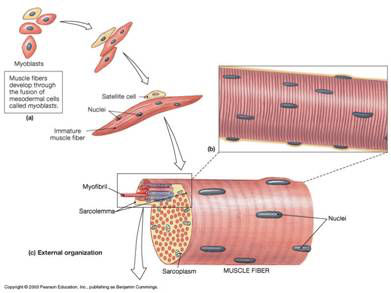 Myoblasts
Muscle fibers
develop through
the fusion of
mesodermal cells
called myoblasts.
(a)
Satellite cell
Nuclei
Immature
muscle fiber
(b)
Myofibril
Sarcolemma
Nuclei
(c) External organization
Sarcoplasm
MUSCLE FIBER
Copyright © 2003 Pearson Education, Inc., publishing as Benjamin Cummings.